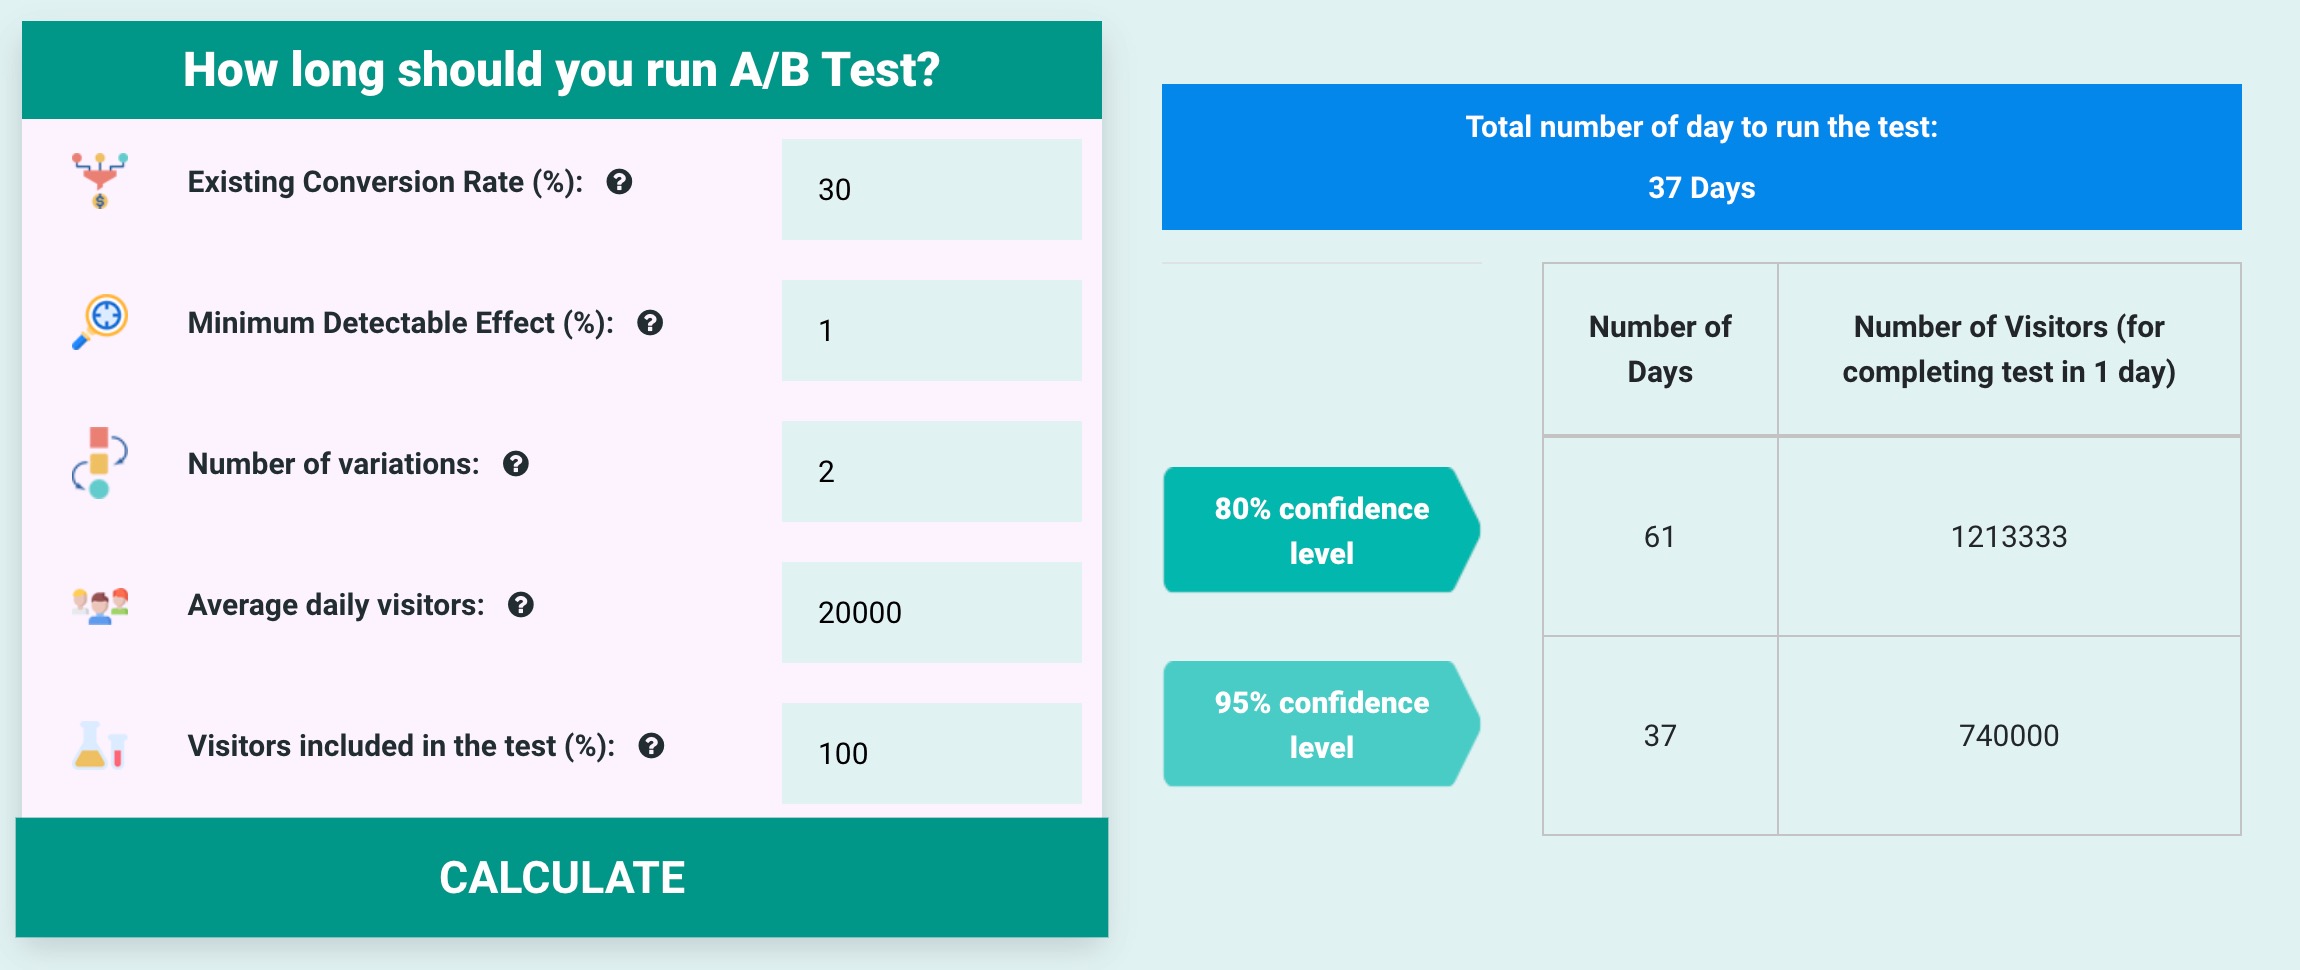 How long should you run A/B Test?
Existing Conversion Rate (%): ?
30
Minimum Detectable Effect (%): ?
1
Number of variations: ?
2
Average daily visitors: ?
20000
Visitors included in the test (%): ?
100
CALCULATE
Total number of day to run the test:
37 Days
Number of
Days
Number of Visitors (for
completing test in 1 day)
80% confidence
level
61
1213333
95% confidence
level
37
740000